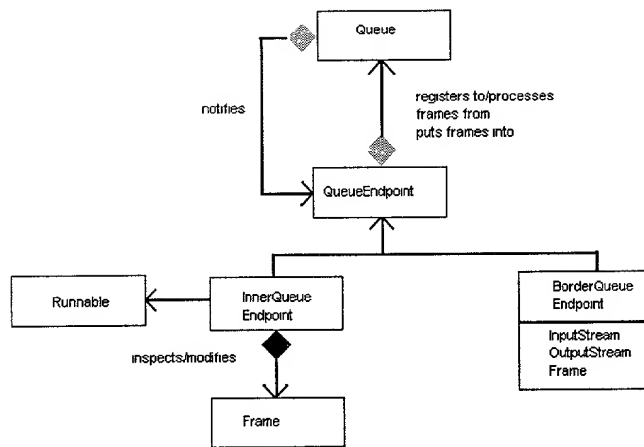 Queue
notifies
registers to/processes
frames from
puts frames into
QueueEndpoint
Runnable
InnerQueue
Endpoint
BorderQueue
Endpoint
InputStream
OutputStream
Frame
inspects/modifies
Frame